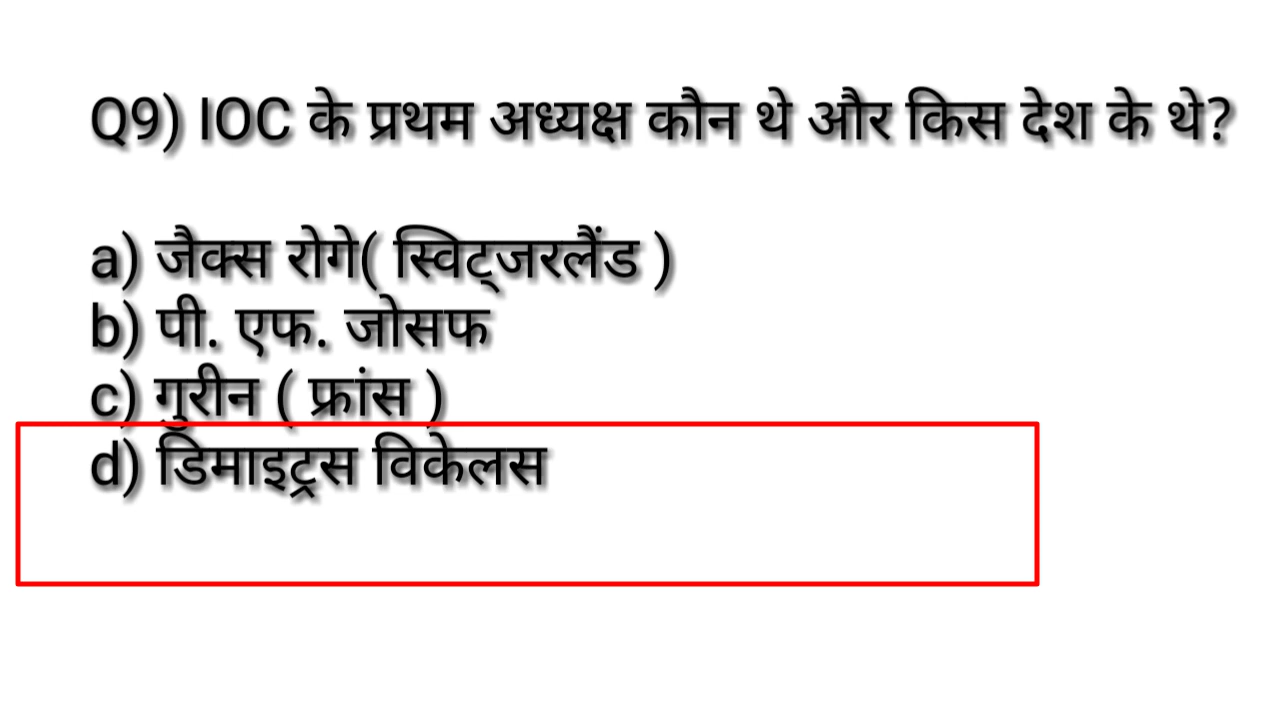 Q9) IOC के प्रथम अध्यक्ष कौन थे और किस देश के थे?
a) जैक्स रोगे( स्विट्जरलैंड )
b) पी. एफ. जोसफ
c) गुरीन ( फ्रांस )
d) डिमाइट्रस विकेलस